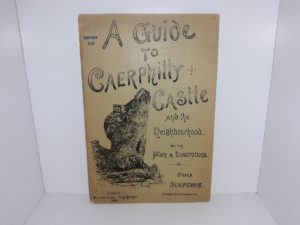 A Guide
TO
Caerphilly
Castle
and the
Neighbourhood.
With
Plan & Illustrations
Price
Sixpence.